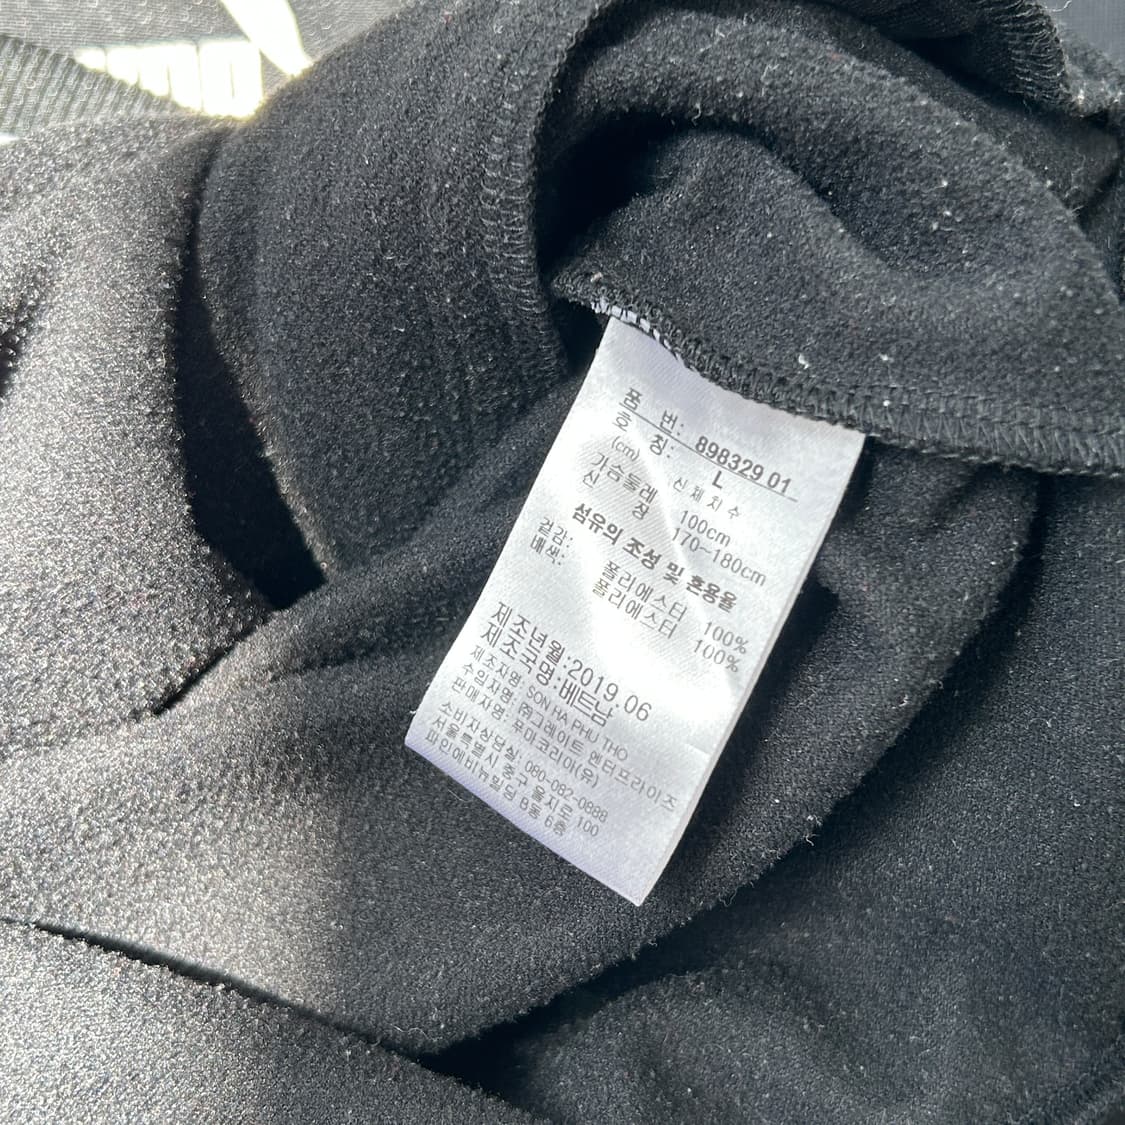 품 번: 898329 01
호 칭: L
(cm) 신체치수
가슴둘레 100cm
신 장 170~180cm
섬유의 조성 및 혼용율
겉감: 폴리에스터 100%
배색: 폴리에스터 100%
제조년월:2019.06
제조국명:베트남
제조자명: SON HA PHU THO
수입자명: ㈜그레이트 엔터프라이즈
판매자명: 푸마코리아(유)
소비자상담실: 080-082-0888
서울특별시 중구 을지로 100
파인에비뉴빌딩 B동 6층